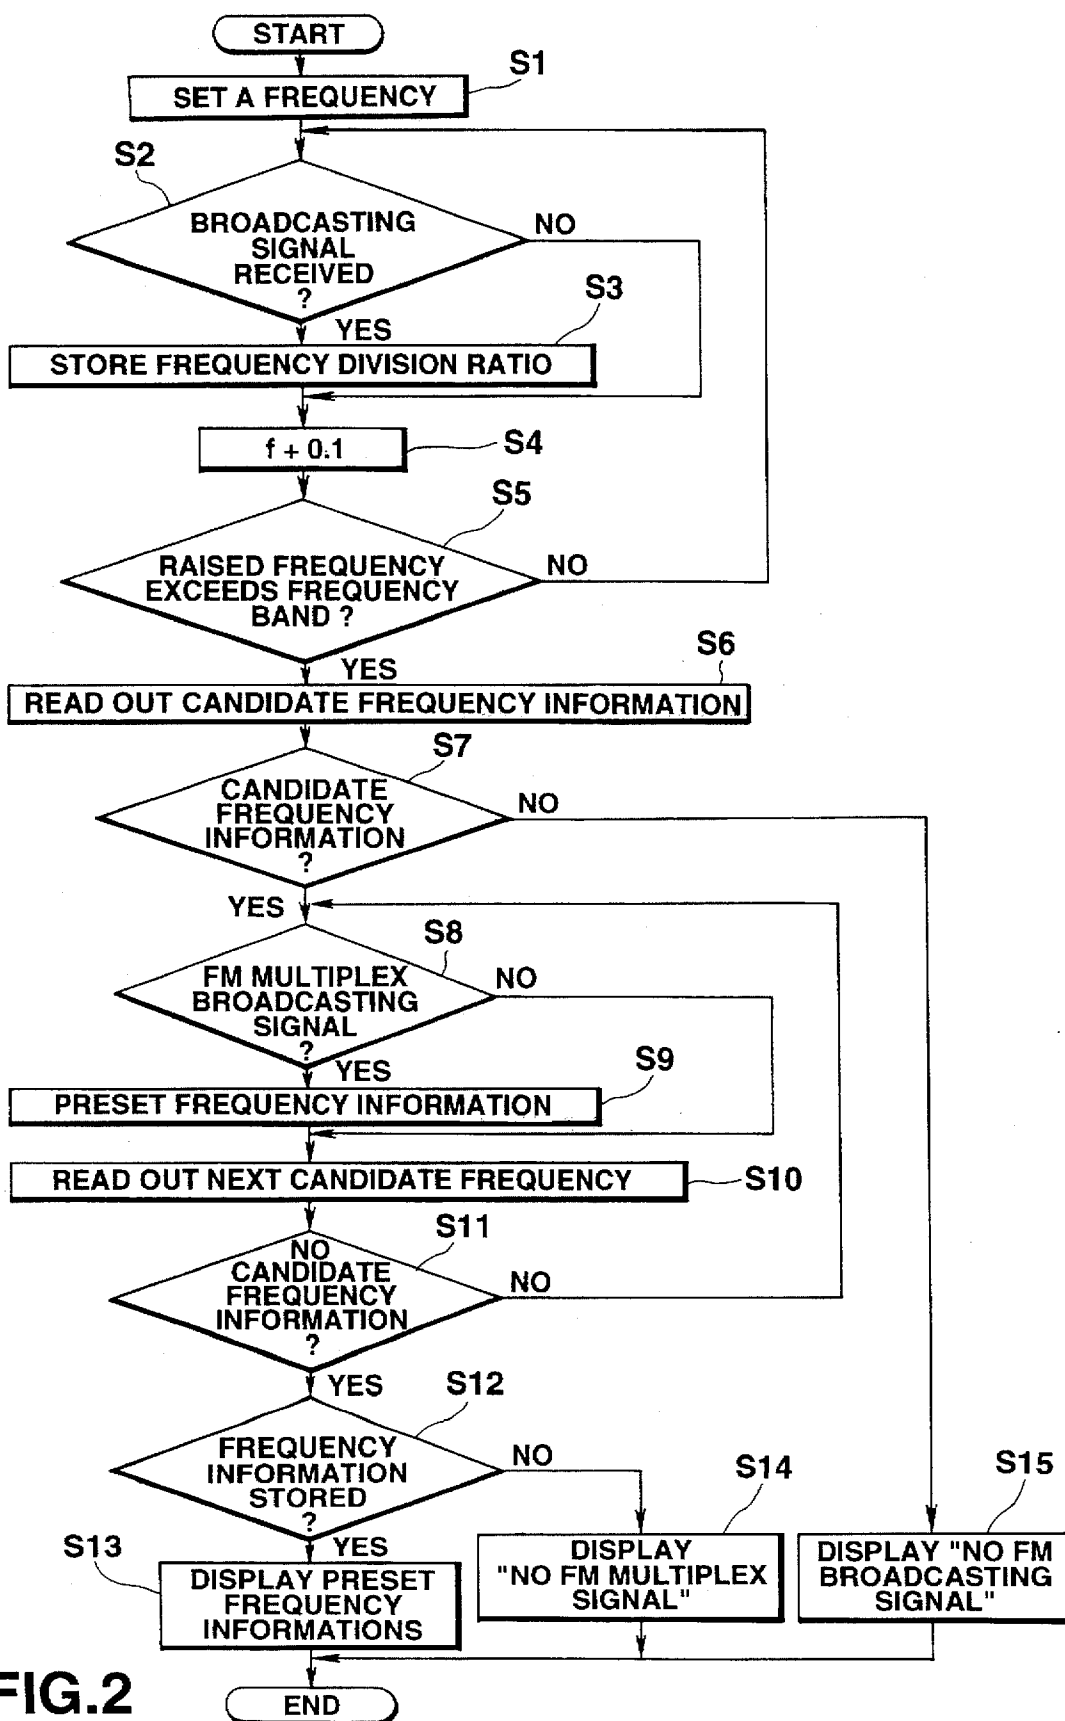 START
S1
SET A FREQUENCY
S2
BROADCASTING
SIGNAL
RECEIVED
?
NO
YES
S3
STORE FREQUENCY DIVISION RATIO
f + 0.1
S4
S5
RAISED FREQUENCY
EXCEEDS FREQUENCY
BAND ?
NO
YES
S6
READ OUT CANDIDATE FREQUENCY INFORMATION
S7
CANDIDATE
FREQUENCY
INFORMATION
?
NO
YES
S8
FM MULTIPLEX
BROADCASTING
SIGNAL
?
NO
YES
S9
PRESET FREQUENCY INFORMATION
READ OUT NEXT CANDIDATE FREQUENCY
S10
S11
NO
CANDIDATE
FREQUENCY
INFORMATION
?
NO
YES
S12
FREQUENCY
INFORMATION
STORED
?
NO
YES
S13
DISPLAY PRESET
FREQUENCY
INFORMATIONS
S14
DISPLAY
"NO FM MULTIPLEX
SIGNAL"
S15
DISPLAY "NO FM
BROADCASTING
SIGNAL"
END
FIG.2